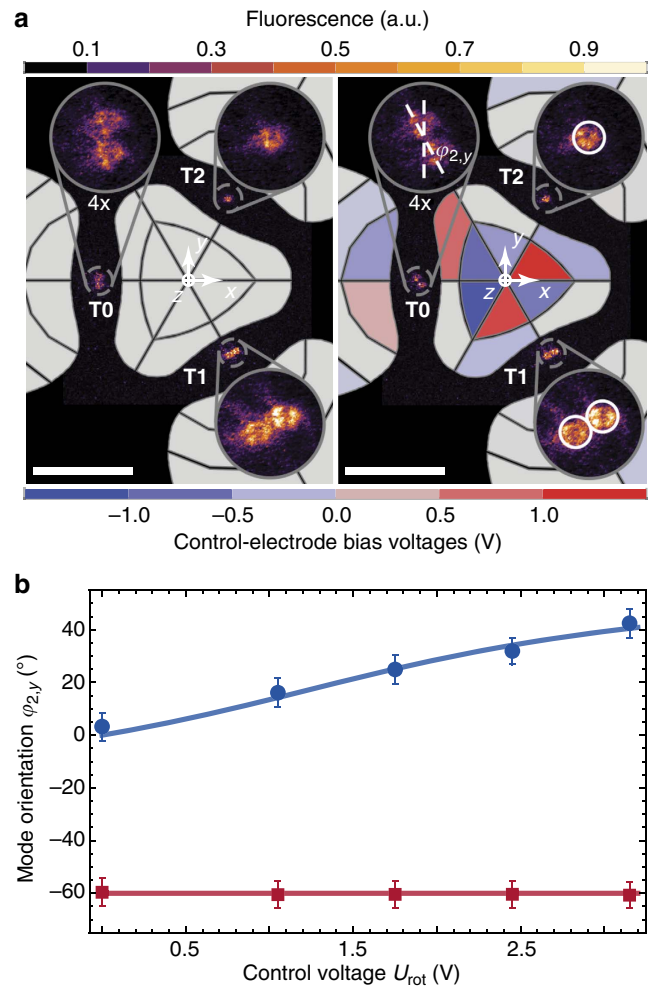 a
Fluorescence (a.u.)
0.1 0.3 0.5 0.7 0.9
4x
T2
T0
y
z
x
T1
φ2,y
4x
T2
T0
y
z
x
T1
−1.0 −0.5 0.0 0.5 1.0
Control-electrode bias voltages (V)
b
Mode orientation φ2,y (°)
40
20
0
−20
−40
−60
0.5 1.5 2.5
Control voltage Urot (V)